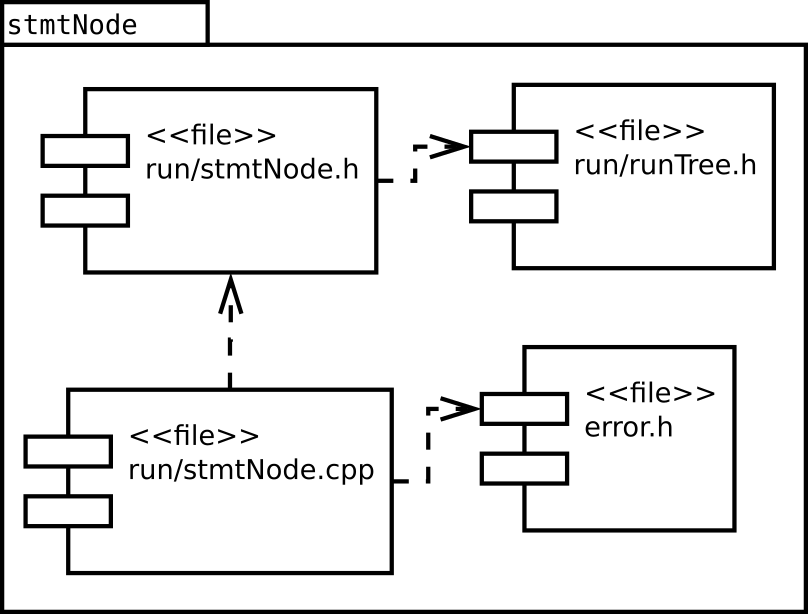 stmtNode
<<file>>
run/stmtNode.h
<<file>>
run/runTree.h
<<file>>
run/stmtNode.cpp
<<file>>
error.h